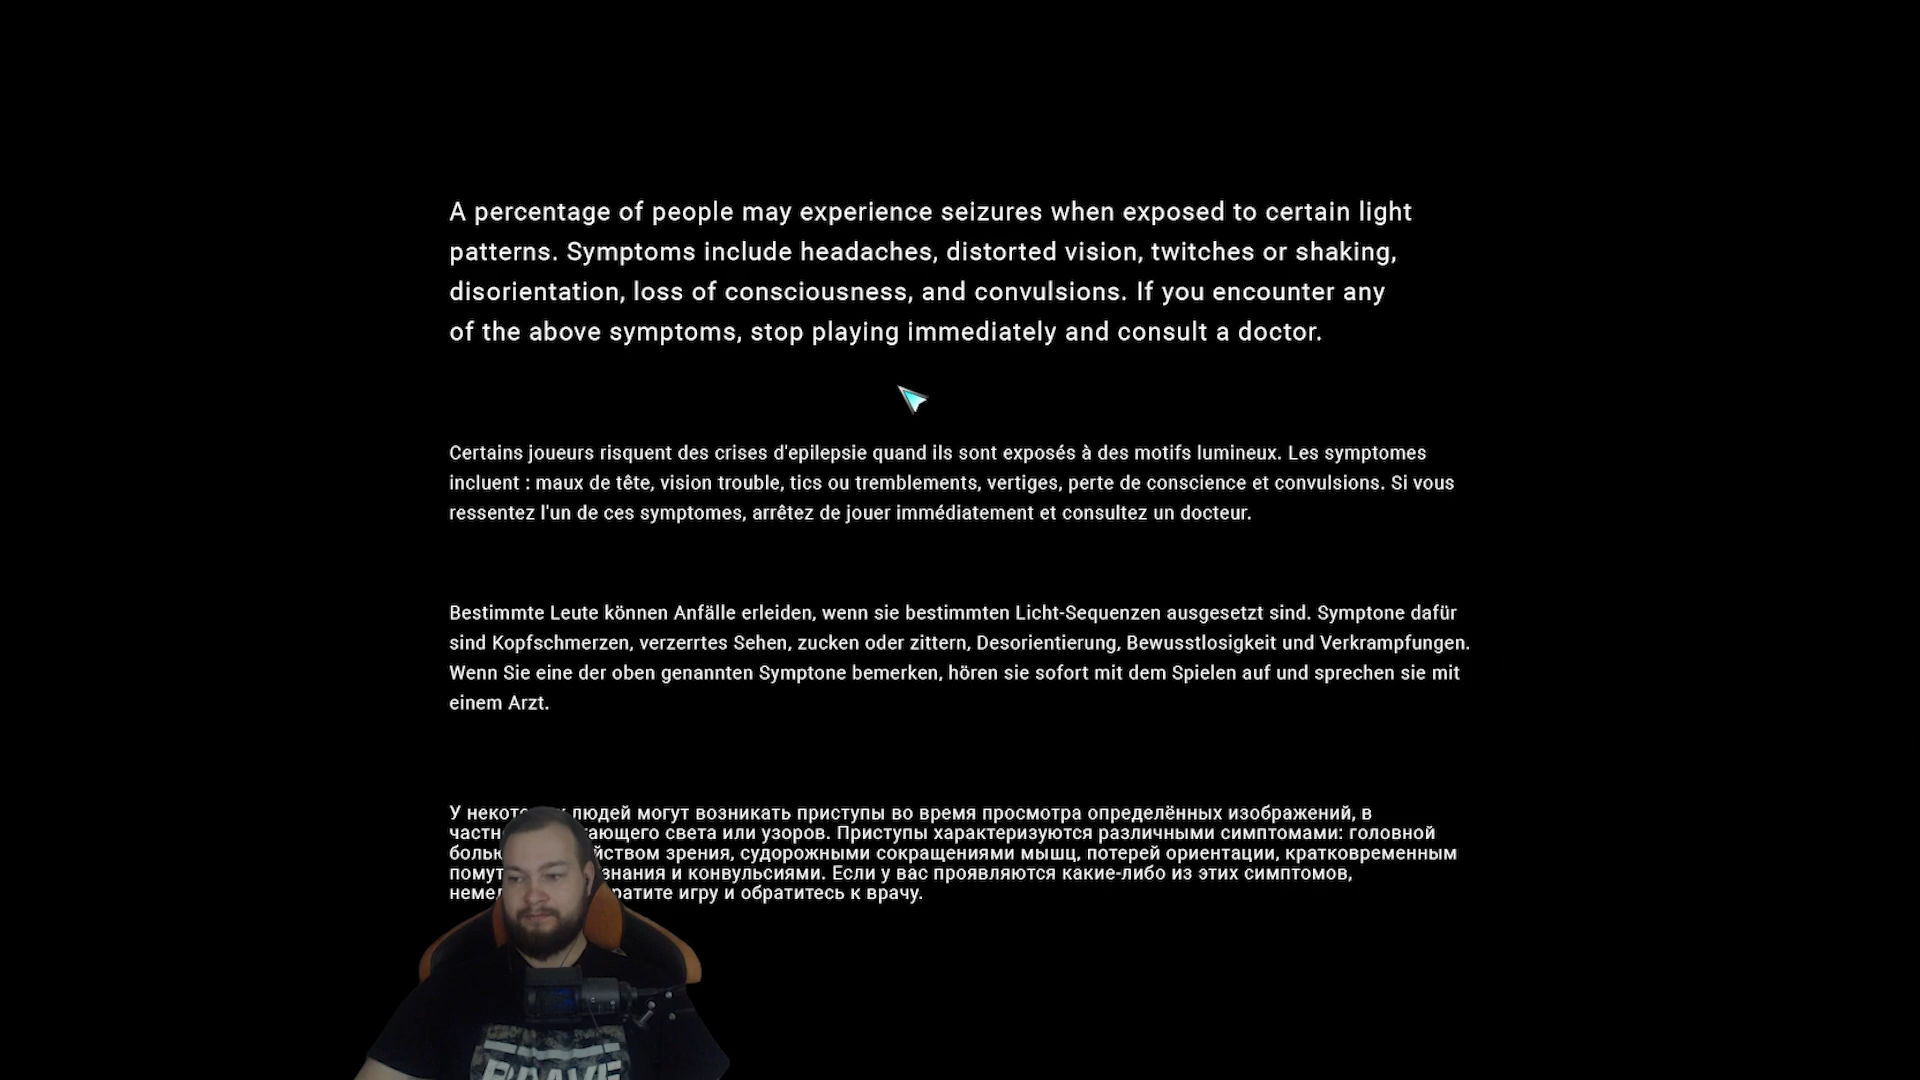 A percentage of people may experience seizures when exposed to certain light
patterns. Symptoms include headaches, distorted vision, twitches or shaking,
disorientation, loss of consciousness, and convulsions. If you encounter any
of the above symptoms, stop playing immediately and consult a doctor.
Certains joueurs risquent des crises d'epilepsie quand ils sont exposés à des motifs lumineux. Les symptomes
incluent : maux de tête, vision trouble, tics ou tremblements, vertiges, perte de conscience et convulsions. Si vous
ressentez l'un de ces symptomes, arrêtez de jouer immédiatement et consultez un docteur.
Bestimmte Leute können Anfälle erleiden, wenn sie bestimmten Licht-Sequenzen ausgesetzt sind. Symptone dafür
sind Kopfschmerzen, verzerrtes Sehen, zucken oder zittern, Desorientierung, Bewusstlosigkeit und Verkrampfungen.
Wenn Sie eine der oben genannten Symptone bemerken, hören sie sofort mit dem Spielen auf und sprechen sie mit
einem Arzt.
У людей могут возникать приступы во время просмотра определённых изображений, в
света или узоров. Приступы характеризуются различными симптомами: головной
зрения, судорожными сокращениями мышц, потерей ориентации, кратковременным
и конвульсиями. Если у вас проявляются какие-либо из этих симптомов,
игру и обратитесь к врачу.